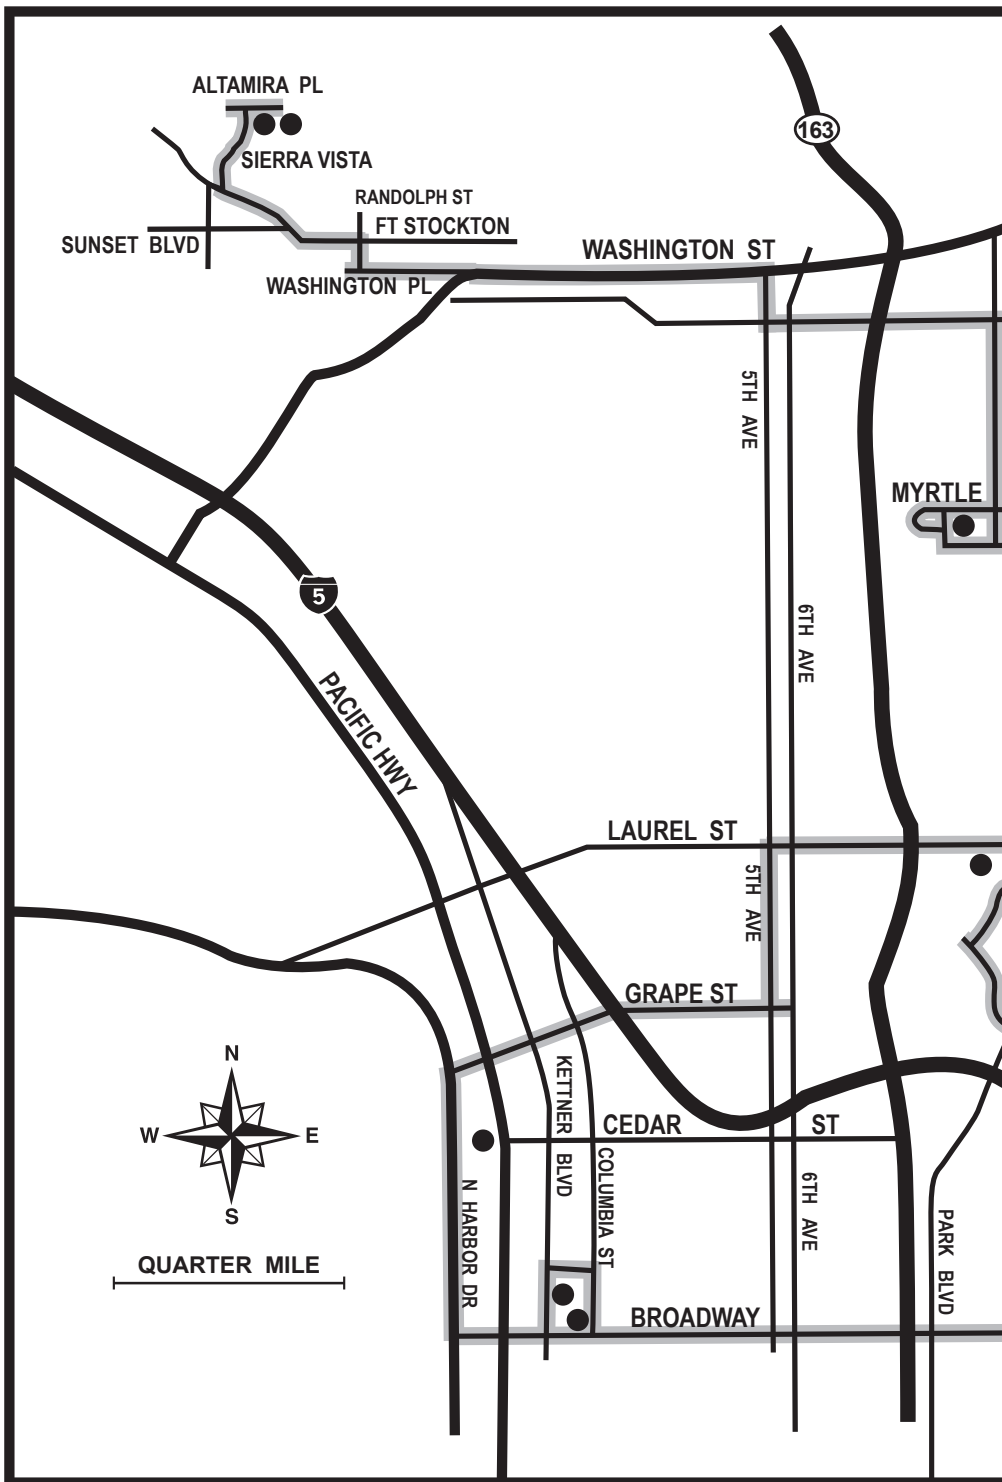 ALTAMIRA PL
163
SIERRA VISTA
RANDOLPH ST
FT STOCKTON
SUNSET BLVD
WASHINGTON ST
WASHINGTON PL
5TH AVE
MYRTLE
5
6TH AVE
PACIFIC HWY
LAUREL ST
5TH AVE
GRAPE ST
N
W
E
S
KETTNER BLVD
CEDAR ST
COLUMBIA ST
6TH AVE
N HARBOR DR
PARK BLVD
QUARTER MILE
BROADWAY